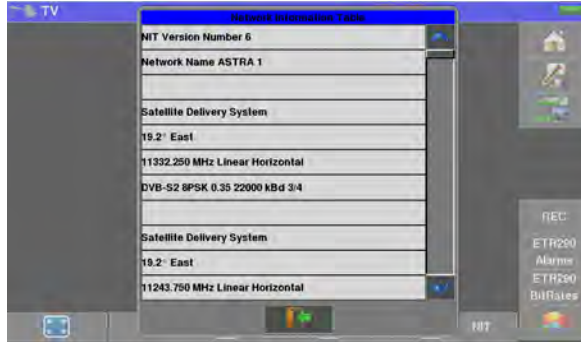 TV
Network Information Table
NIT Version Number 6
Network Name ASTRA 1
Satellite Delivery System
19.2° East
11332.250 MHz Linear Horizontal
DVB-S2 8PSK 0.35 22000 kBd 3/4
Satellite Delivery System
19.2° East
11243.750 MHz Linear Horizontal
REC
ETR290
Alarms
ETR290
BitRates
NIT